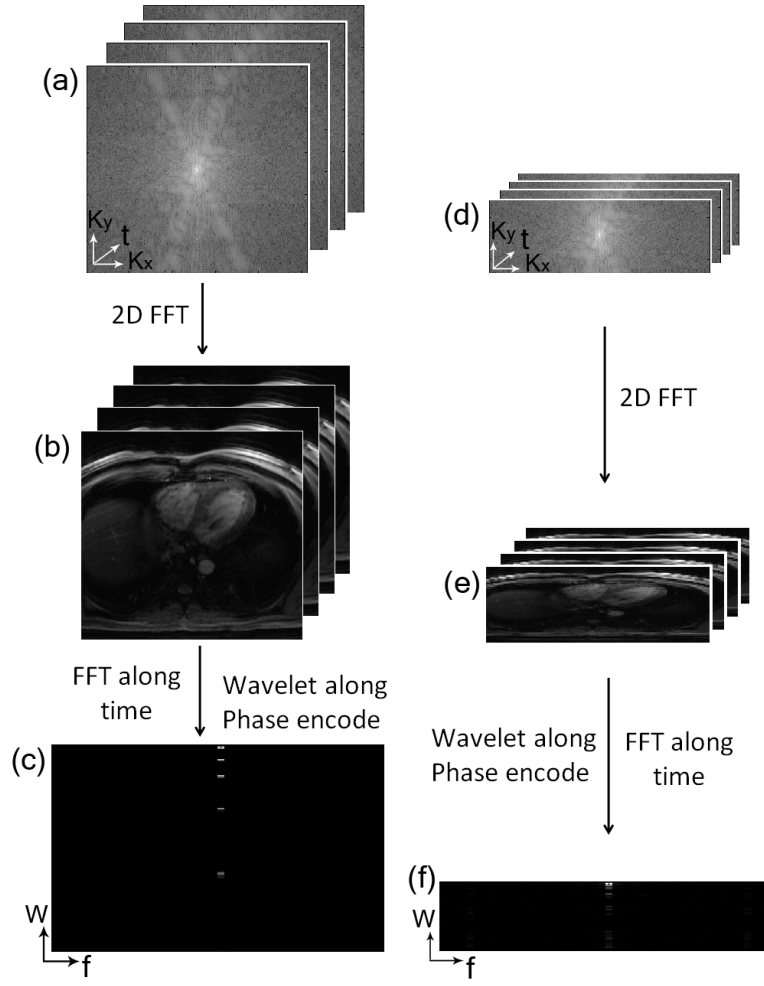 (a)
Ky
t
Kx
2D FFT
(b)
FFT along
time
Wavelet along
Phase encode
(c)
W
f
(d)
Ky
t
Kx
2D FFT
(e)
Wavelet along
Phase encode
FFT along
time
(f)
W
f